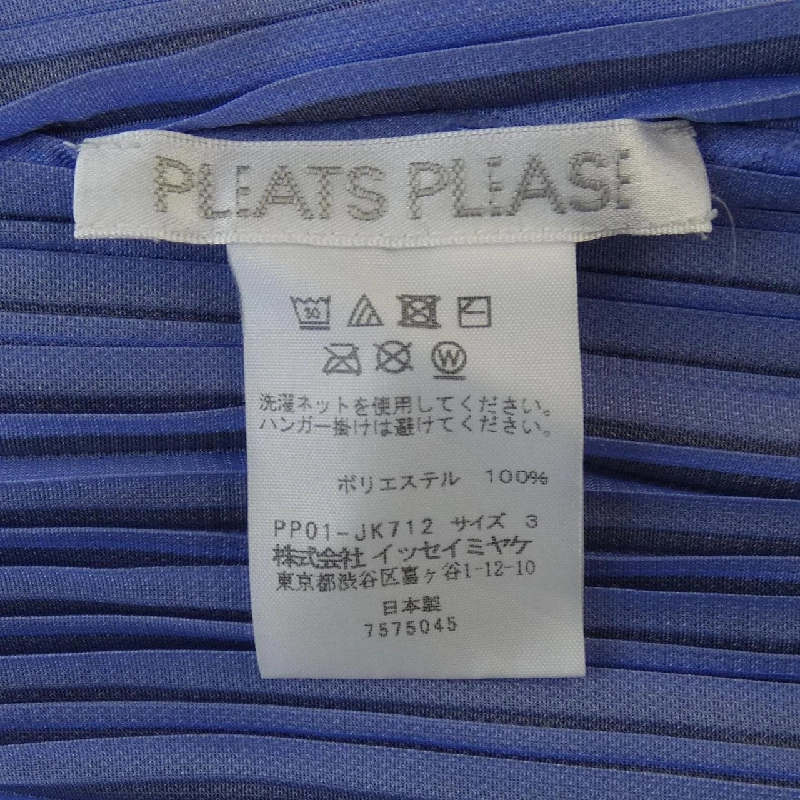 PLEATS PLEASE
30
W
洗濯ネットを使用してください。
ハンガー掛けは避けてください。
ポリエステル 100%
PP01-JK712 サイズ 3
株式会社 イッセイミヤケ
東京都渋谷区富ヶ谷1-12-10
日本製
7575045